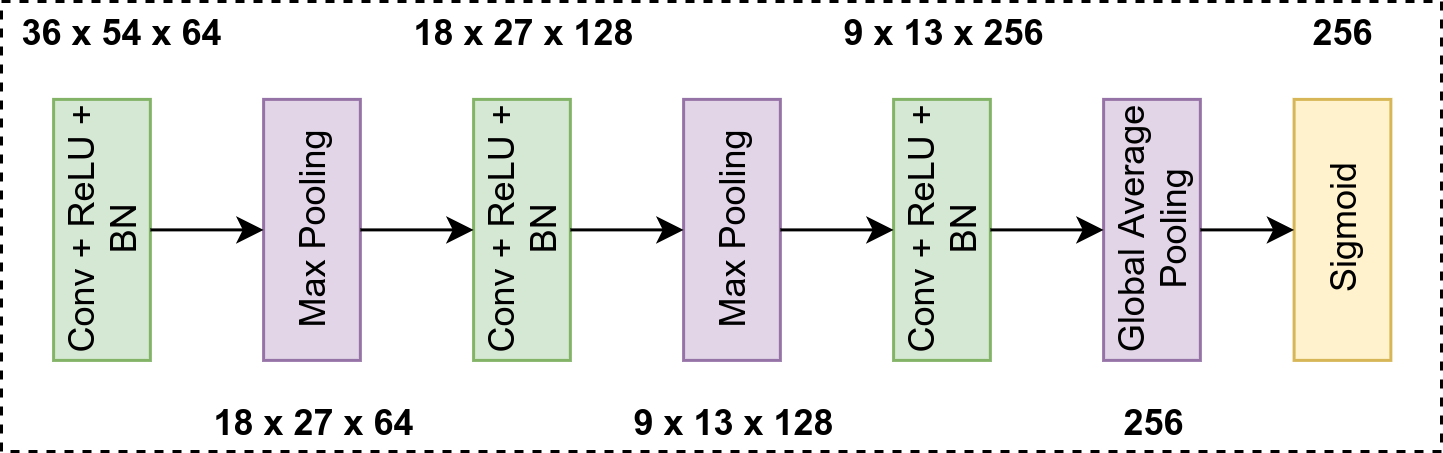 36 x 54 x 64
18 x 27 x 128
9 x 13 x 256
256
Conv + ReLU +
BN
Max Pooling
Conv + ReLU +
BN
Max Pooling
Conv + ReLU +
BN
Global Average
Pooling
Sigmoid
18 x 27 x 64
9 x 13 x 128
256